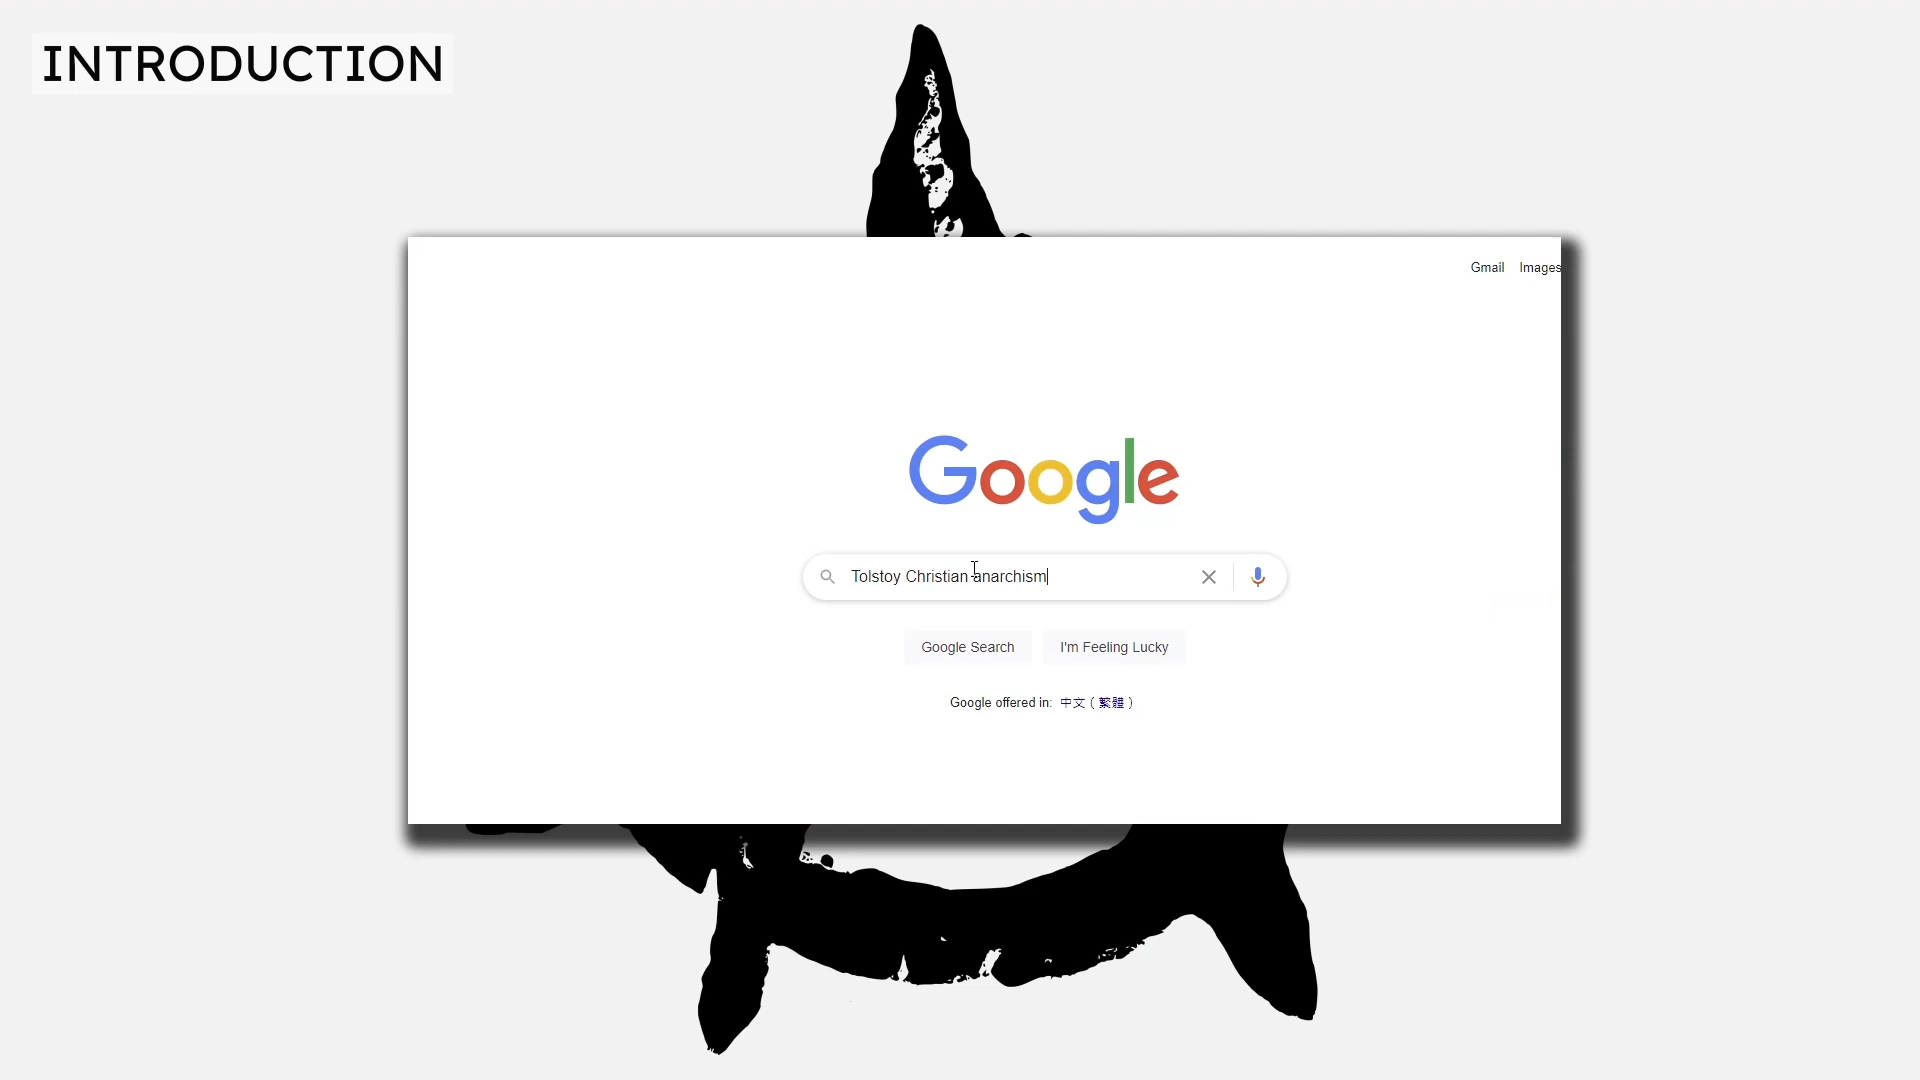 INTRODUCTION
Gmail Images
Google
Tolstoy Christian anarchism
Google Search I'm Feeling Lucky
Google offered in: 中文（繁體）